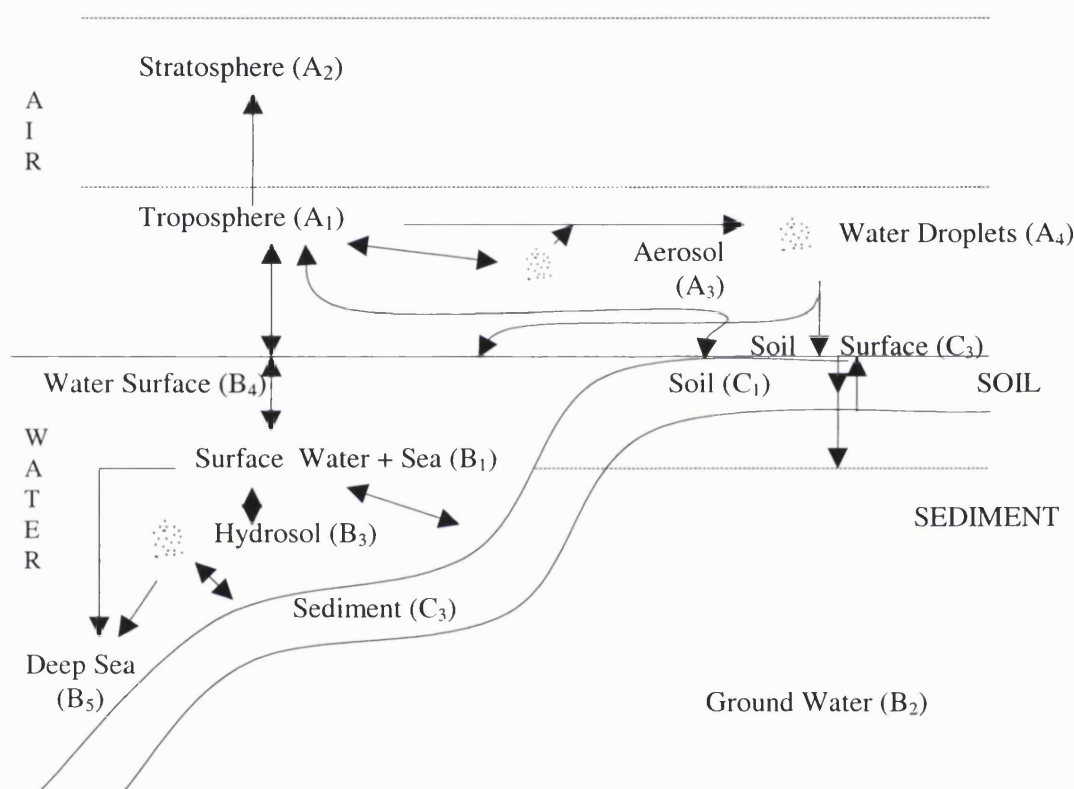 Stratosphere (A₂)
A
I
R
Troposphere (A₁)
Water Droplets (A₄)
Aerosol
(A₃)
Soil Surface (C₃)
Water Surface (B₄)
Soil (C₁)
SOIL
W
A
T
E
R
Surface Water + Sea (B₁)
SEDIMENT
Hydrosol (B₃)
Sediment (C₃)
Deep Sea
(B₅)
Ground Water (B₂)